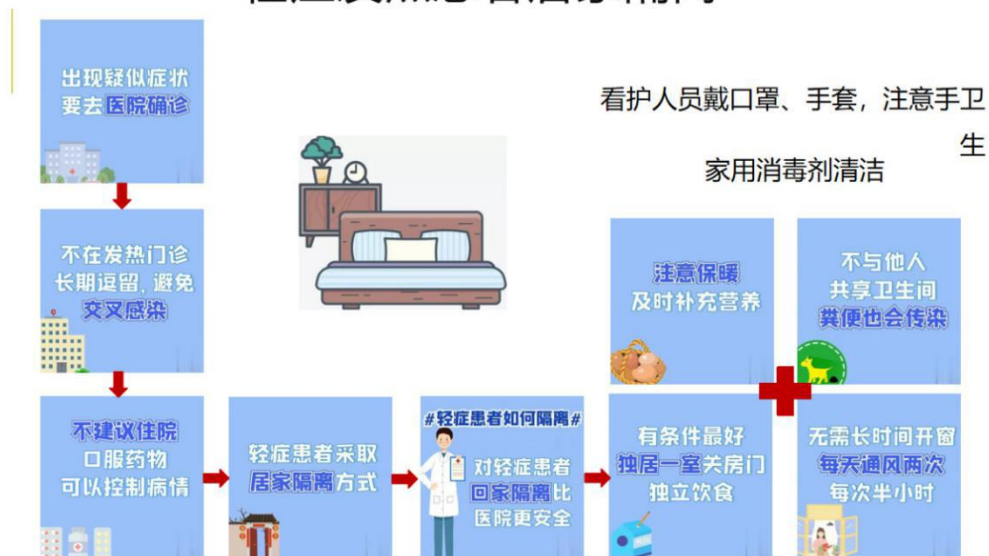 看护人员戴口罩、手套，注意手卫
生
家用消毒剂清洁
出现疑似症状
要去医院确诊
不在发热门诊
长期逗留，避免
交叉感染
不建议住院
口服药物
可以控制病情
轻症患者采取
居家隔离方式
#轻症患者如何隔离#
对轻症患者
回家隔离比
医院更安全
注意保暖
及时补充营养
不与他人
共享卫生间
粪便也会传染
有条件最好
独居一室关房门
独立饮食
无需长时间开窗
每天通风两次
每次半小时